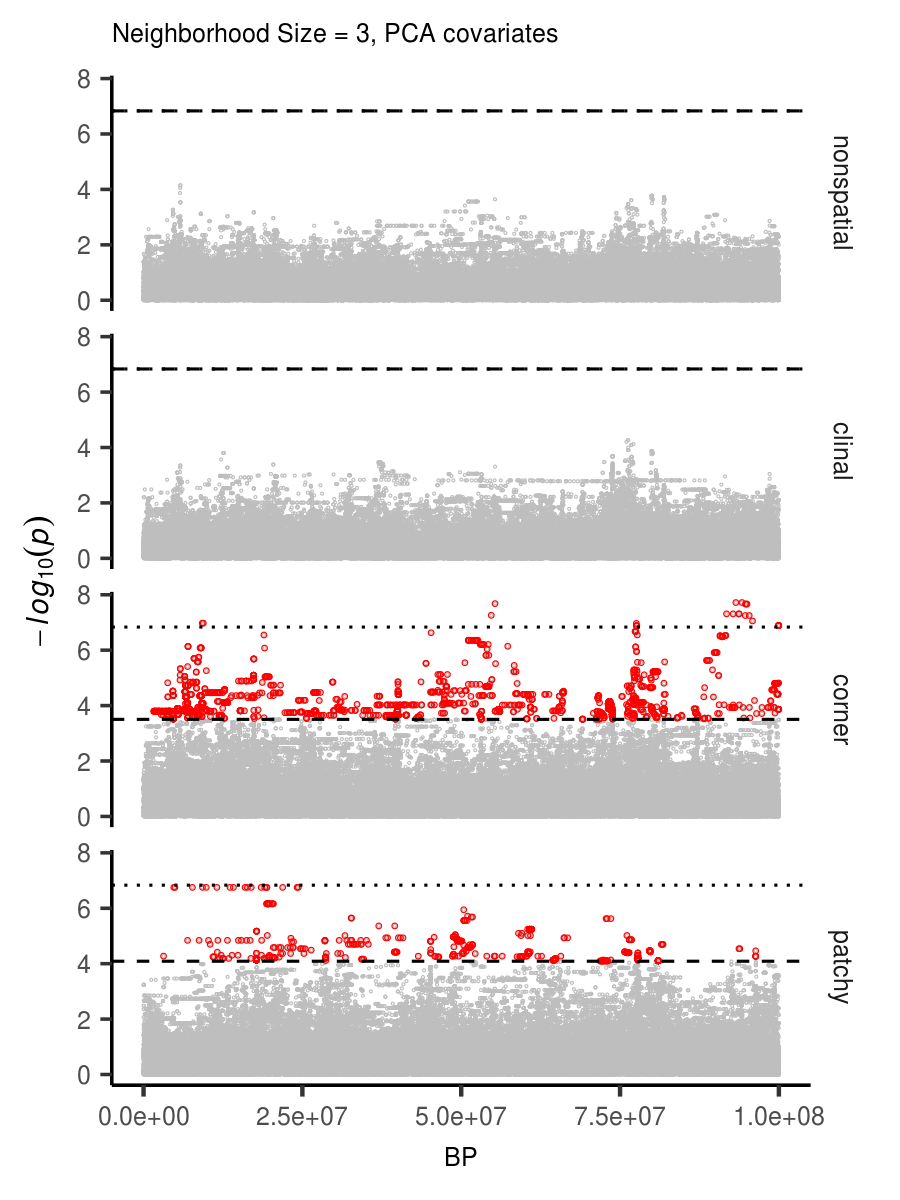 Neighborhood Size = 3, PCA covariates
8
6
4
2
0
nonspatial
8
6
4
2
0
clinal
8
6
4
2
0
corner
8
6
4
2
0
patchy
−log10(p)
0.0e+00 2.5e+07 5.0e+07 7.5e+07 1.0e+08
BP